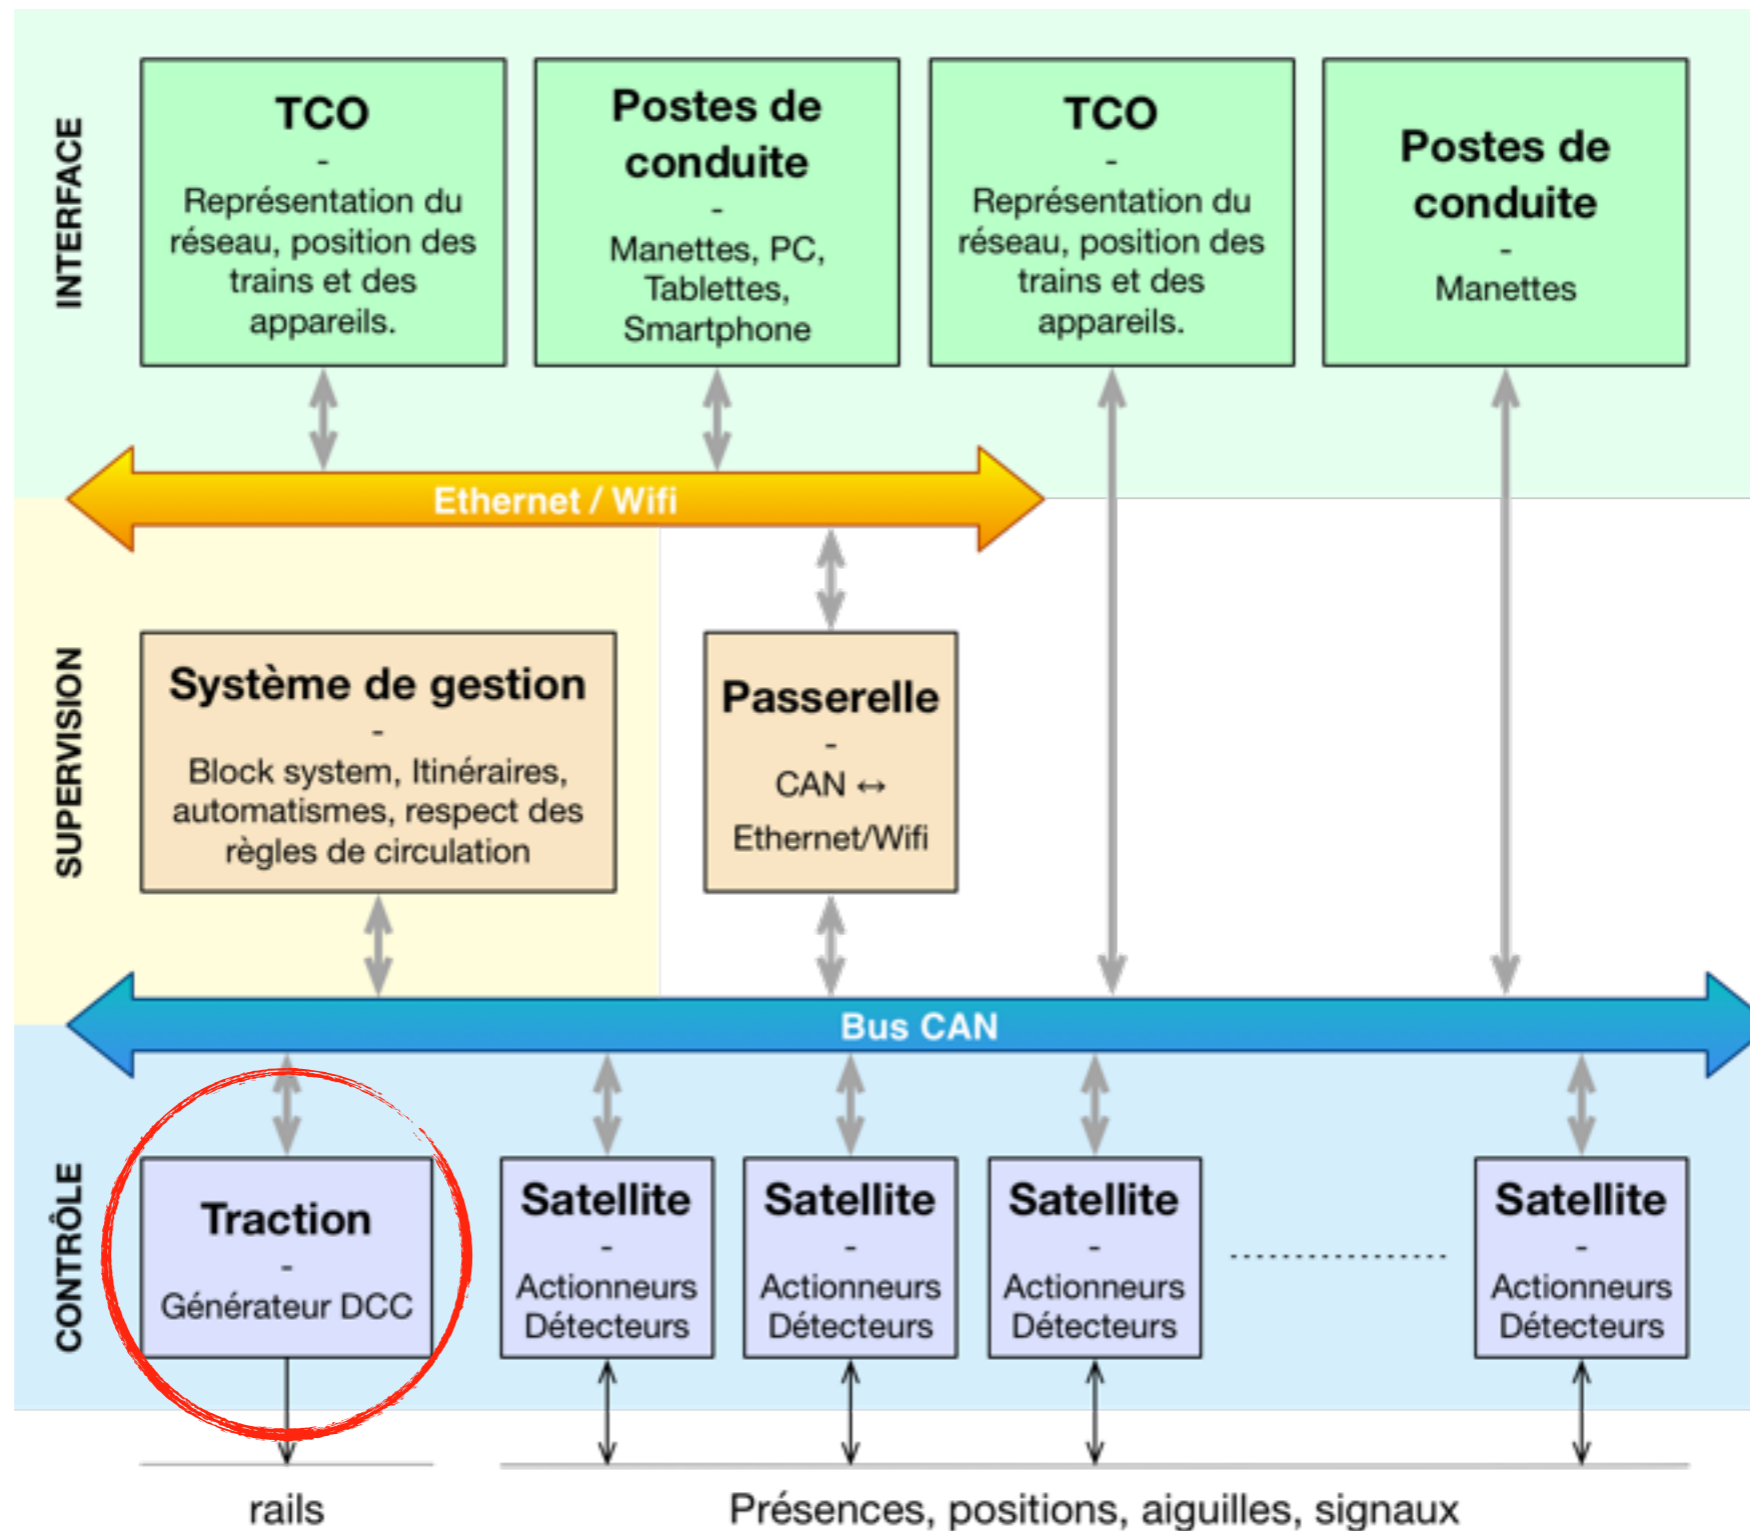 INTERFACE
TCO
-
Représentation du
réseau, position des
trains et des
appareils.
Postes de
conduite
-
Manettes, PC,
Tablettes,
Smartphone
TCO
-
Représentation du
réseau, position des
trains et des
appareils.
Postes de
conduite
-
Manettes
Ethernet / Wifi
SUPERVISION
Système de gestion
-
Block system, Itinéraires,
automatismes, respect des
règles de circulation
Passerelle
-
CAN ↔
Ethernet/Wifi
Bus CAN
CONTRÔLE
Traction
-
Générateur DCC
Satellite
-
Actionneurs
Détecteurs
Satellite
-
Actionneurs
Détecteurs
Satellite
-
Actionneurs
Détecteurs
Satellite
-
Actionneurs
Détecteurs
rails
Présences, positions, aiguilles, signaux